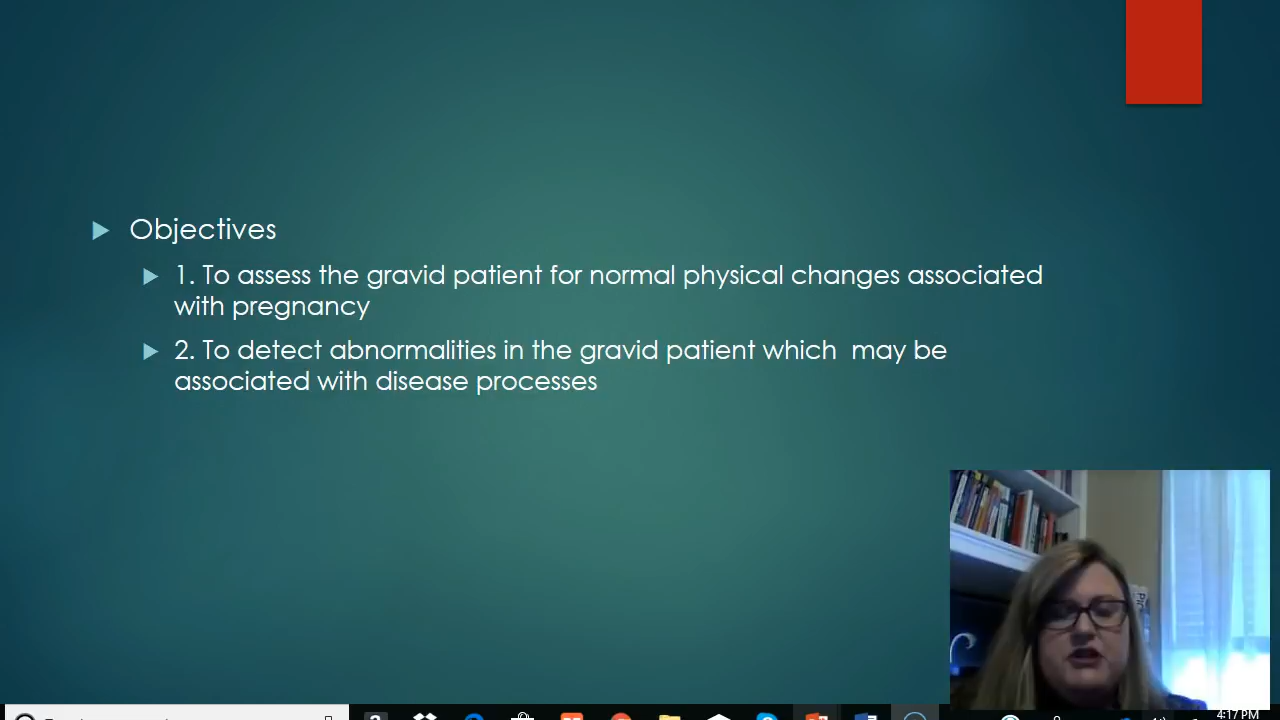 Objectives
1. To assess the gravid patient for normal physical changes associated
with pregnancy
2. To detect abnormalities in the gravid patient which  may be
associated with disease processes
4:17 PM